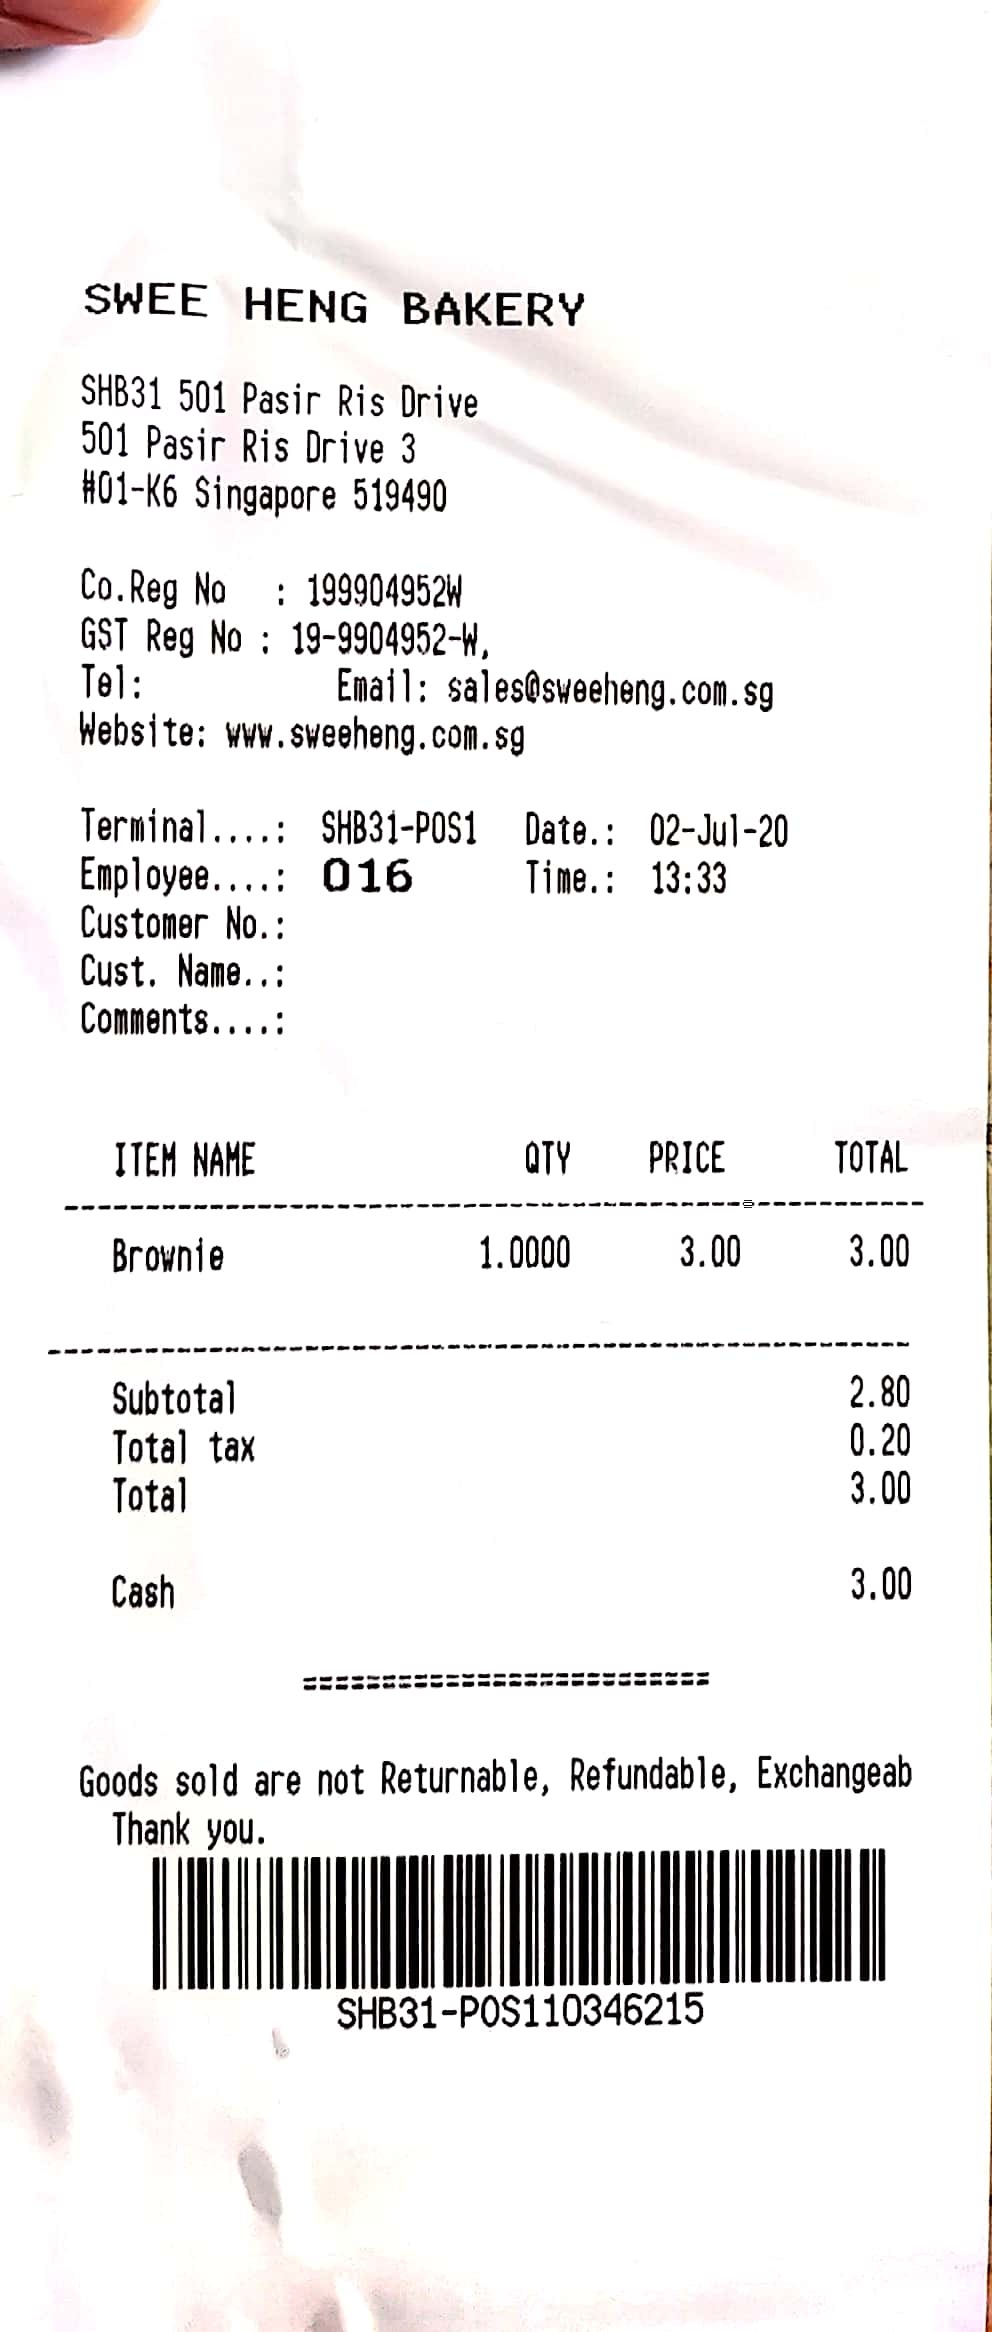 SWEE HENG BAKERY
SHB31 501 Pasir Ris Drive
501 Pasir Ris Drive 3
#01-K6 Singapore 519490
Co.Reg No : 199904952W
GST Reg No : 19-9904952-W,
Tel: Email: sales@sweeheng.com.sg
Website: www.sweeheng.com.sg
Terminal....: SHB31-POS1 Date.: 02-Jul-20
Employee....: 016 Time.: 13:33
Customer No.:
Cust. Name..:
Comments....:
ITEM NAME QTY PRICE TOTAL
Brownie 1.0000 3.00 3.00
Subtotal 2.80
Total tax 0.20
Total 3.00
Cash 3.00
Goods sold are not Returnable, Refundable, Exchangeab
Thank you.
SHB31-POS110346215